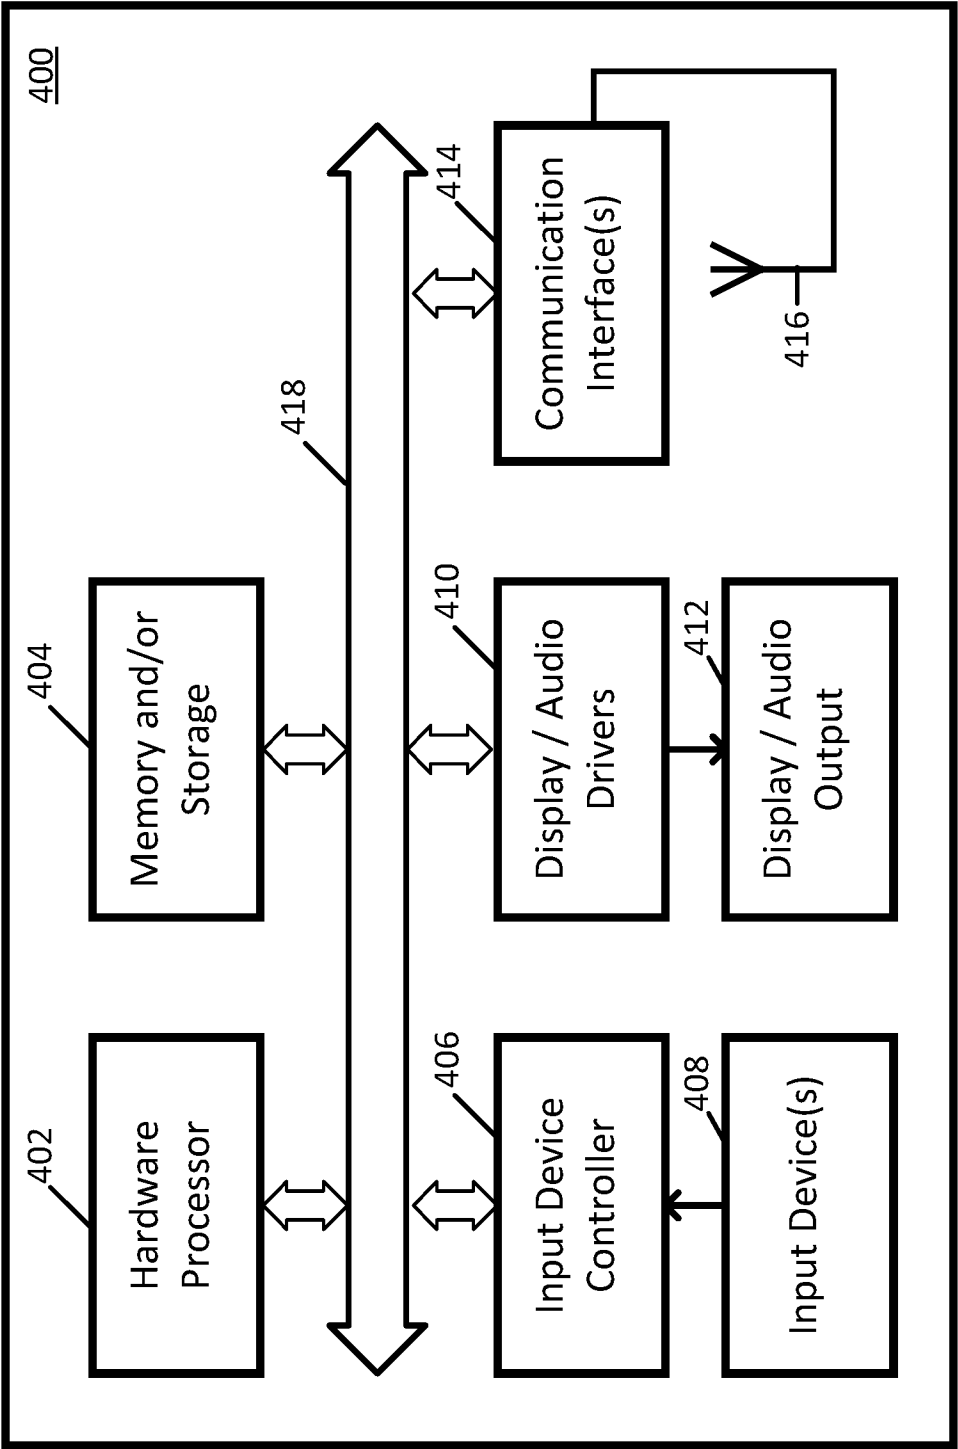 400
402
Hardware
Processor
404
Memory and/or
Storage
418
406
Input Device
Controller
410
Display / Audio
Drivers
414
Communication
Interface(s)
408
Input Device(s)
412
Display / Audio
Output
416